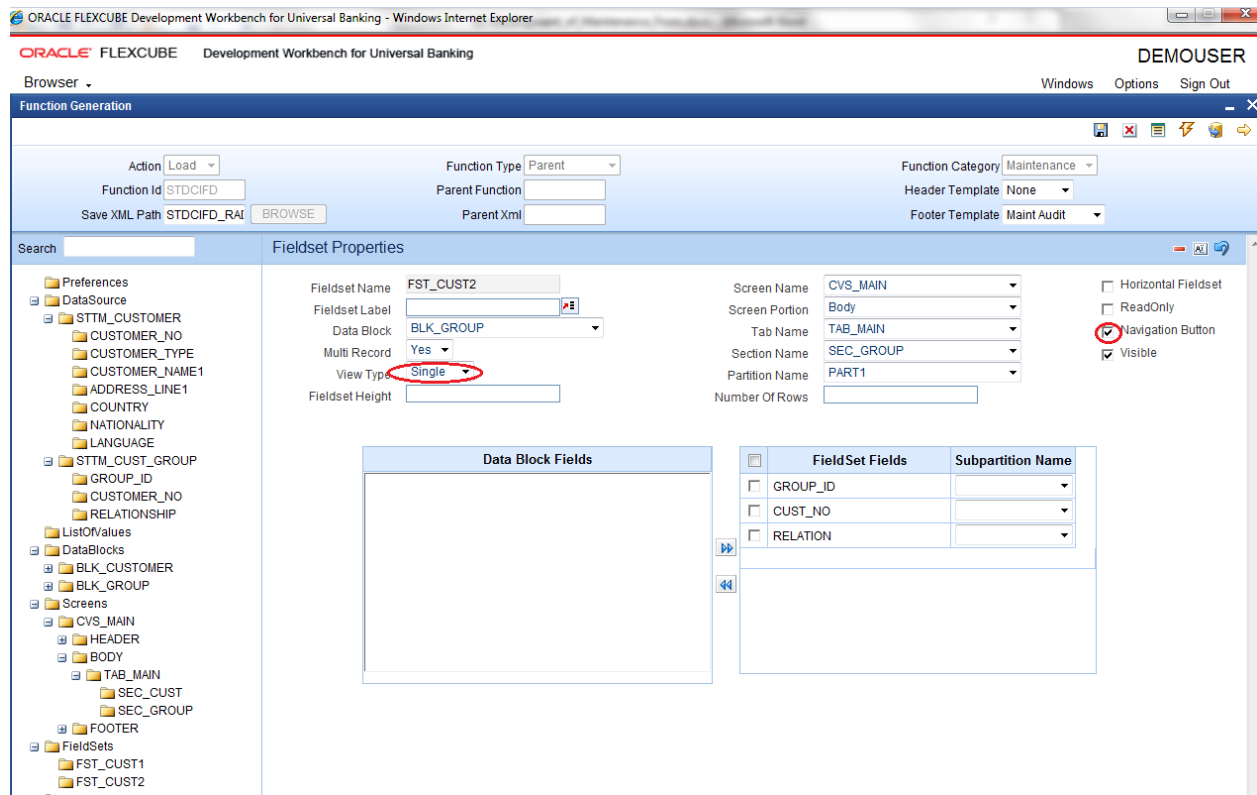 ORACLE FLEXCUBE Development Workbench for Universal Banking - Windows Internet Explorer
ORACLE FLEXCUBE Development Workbench for Universal Banking
DEMOUSER
Browser
Windows Options Sign Out
Function Generation
Action Load
Function Type Parent
Function Category Maintenance
Function Id STDCIFD
Parent Function
Header Template None
Save XML Path STDCIFD_RAD BROWSE
Parent Xml
Footer Template Maint Audit
Search
Fieldset Properties
Preferences
DataSource
STTM_CUSTOMER
CUSTOMER_NO
CUSTOMER_TYPE
CUSTOMER_NAME1
ADDRESS_LINE1
COUNTRY
NATIONALITY
LANGUAGE
STTM_CUST_GROUP
GROUP_ID
CUSTOMER_NO
RELATIONSHIP
ListOfValues
DataBlocks
BLK_CUSTOMER
BLK_GROUP
Screens
CVS_MAIN
HEADER
BODY
TAB_MAIN
SEC_CUST
SEC_GROUP
FOOTER
FieldSets
FST_CUST1
FST_CUST2
Fieldset Name FST_CUST2
Fieldset Label
Data Block BLK_GROUP
Multi Record Yes
View Type Single
Fieldset Height
Screen Name CVS_MAIN
Screen Portion Body
Tab Name TAB_MAIN
Section Name SEC_GROUP
Partition Name PART1
Number Of Rows
Horizontal Fieldset
ReadOnly
Navigation Button
Visible
Data Block Fields
FieldSet Fields Subpartition Name
GROUP_ID
CUST_NO
RELATION